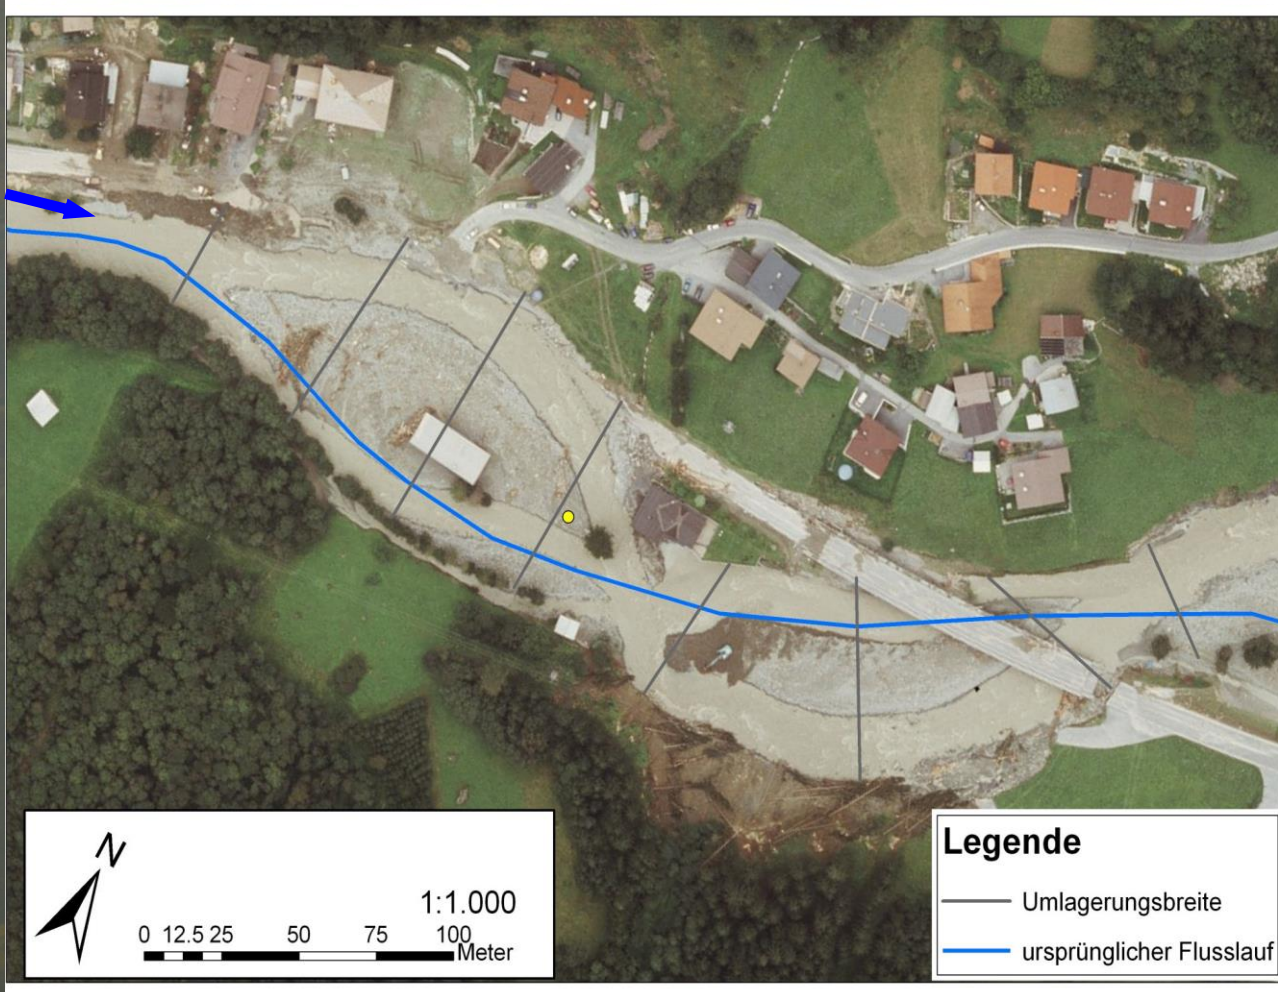 N
1:1.000
0 12.5 25 50 75 100
Meter
Legende
Umlagerungsbreite
ursprünglicher Flusslauf